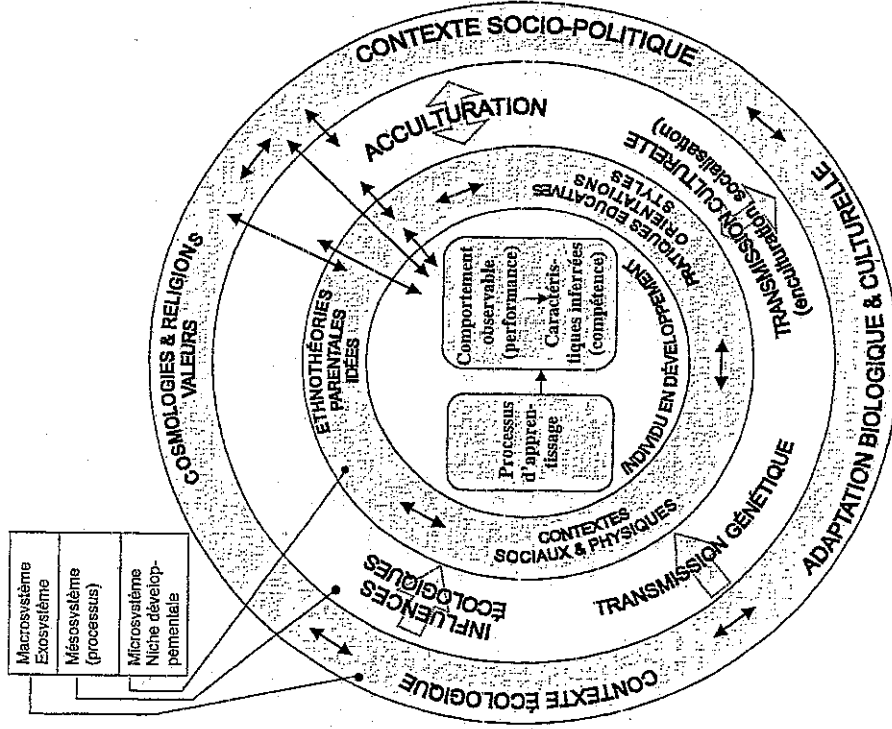 Macrosystème
Exosystème
Mésosystème
(processus)
Microsystème
Niche dévelop-
pementale
COSMOLOGIES & RELIGIONS
VALEURS
CONTEXTE SOCIO-POLITIQUE
ADAPTATION BIOLOGIQUE & CULTURELLE
CONTEXTE ÉCOLOGIQUE
INFLUENCES
ÉCOLOGIQUES
ACCULTURATION
TRANSMISSION CULTURELLE
(enculturation, socialisation)
TRANSMISSION GÉNÉTIQUE
ETHNOTHÉORIES
PARENTALES
IDÉES
PRATIQUES ÉDUCATIVES
ORIENTATIONS
STYLES
CONTEXTES
SOCIAUX & PHYSIQUES
INDIVIDU EN DÉVELOPPEMENT
Processus
d'appren-
tissage
Comportement
observable
(performance)
Caractéris-
tiques inferrées
(compétence)